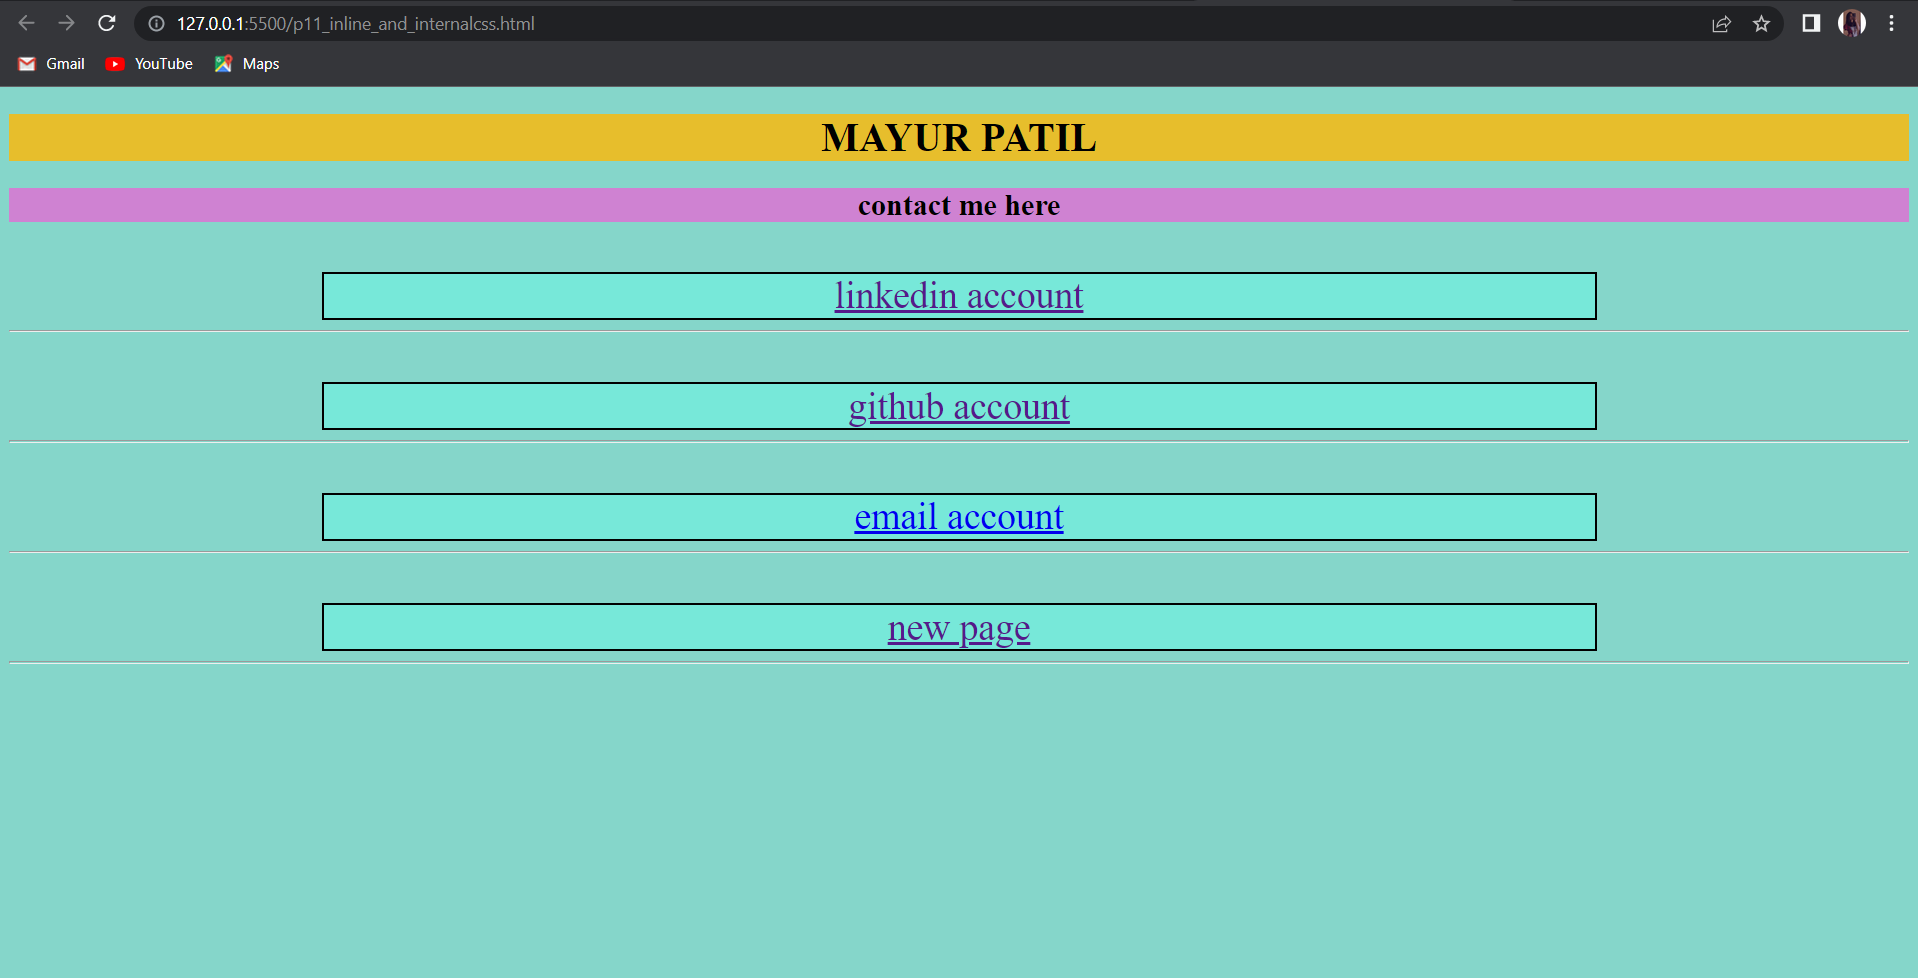 127.0.0.1:5500/p11_inline_and_internalcss.html
Gmail YouTube Maps
MAYUR PATIL
contact me here
linkedin account
github account
email account
new page